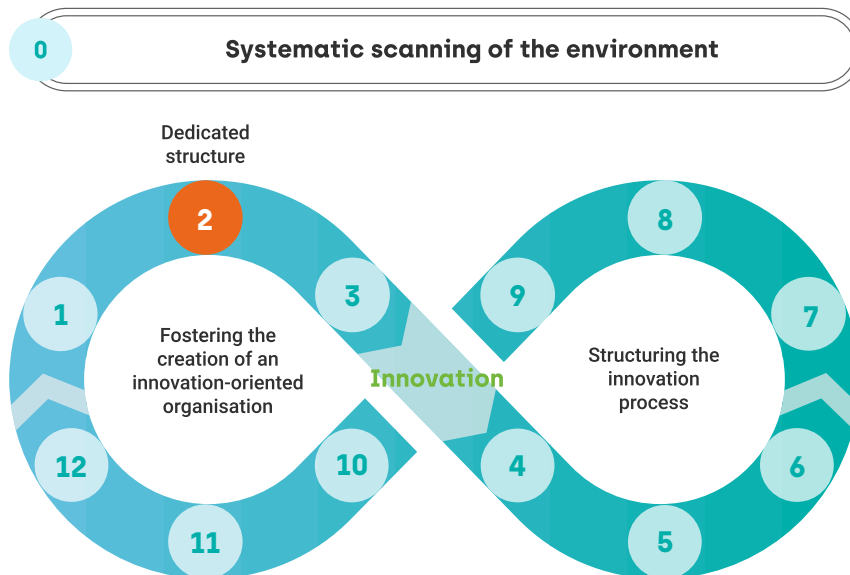 0
Systematic scanning of the environment
Dedicated
structure
2
8
1
3
9
7
Fostering the
creation of an
innovation-oriented
organisation
Innovation
Structuring the
innovation
process
12
10
4
6
11
5